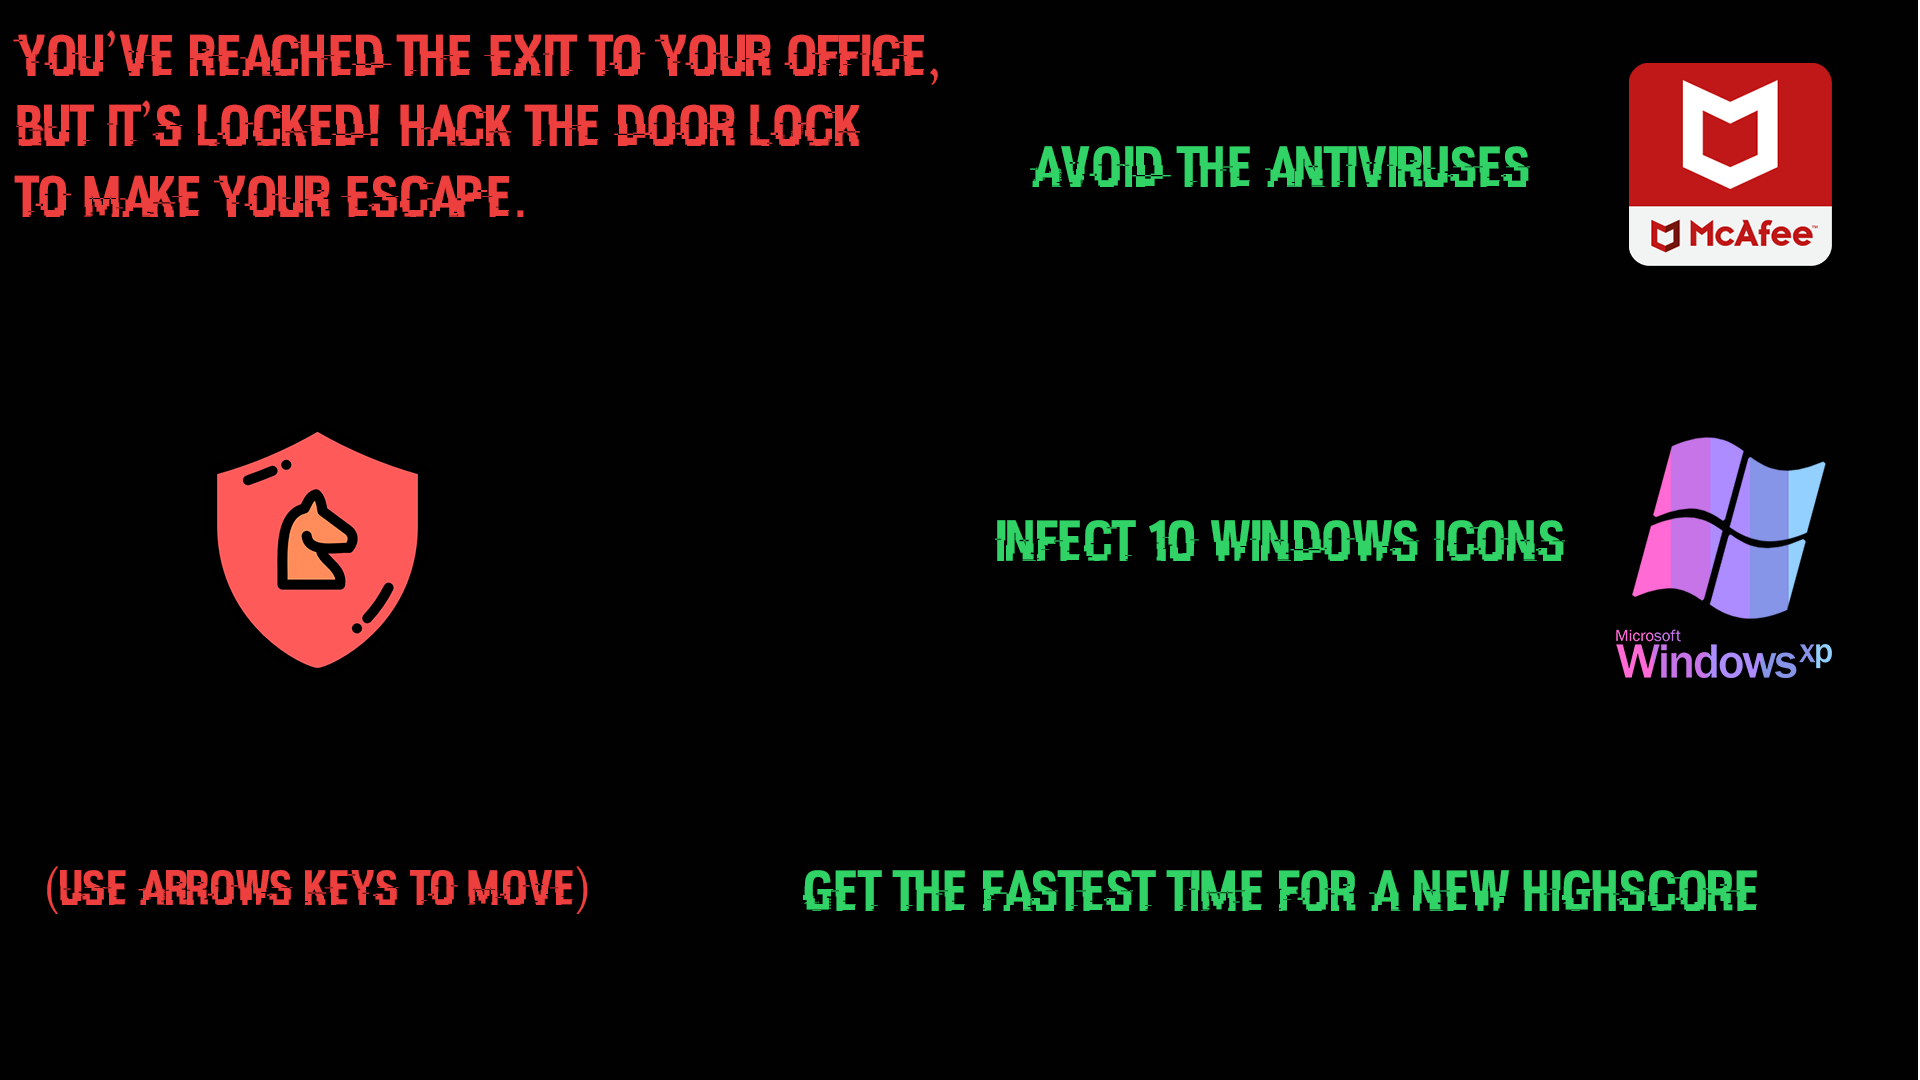 YOU'VE REACHED THE EXIT TO YOUR OFFICE,
BUT IT'S LOCKED! HACK THE DOOR LOCK
TO MAKE YOUR ESCAPE.
AVOID THE ANTIVIRUSES
McAfee™
INFECT 10 WINDOWS ICONS
Microsoft
Windows xp
(USE ARROWS KEYS TO MOVE)
GET THE FASTEST TIME FOR A NEW HIGHSCORE